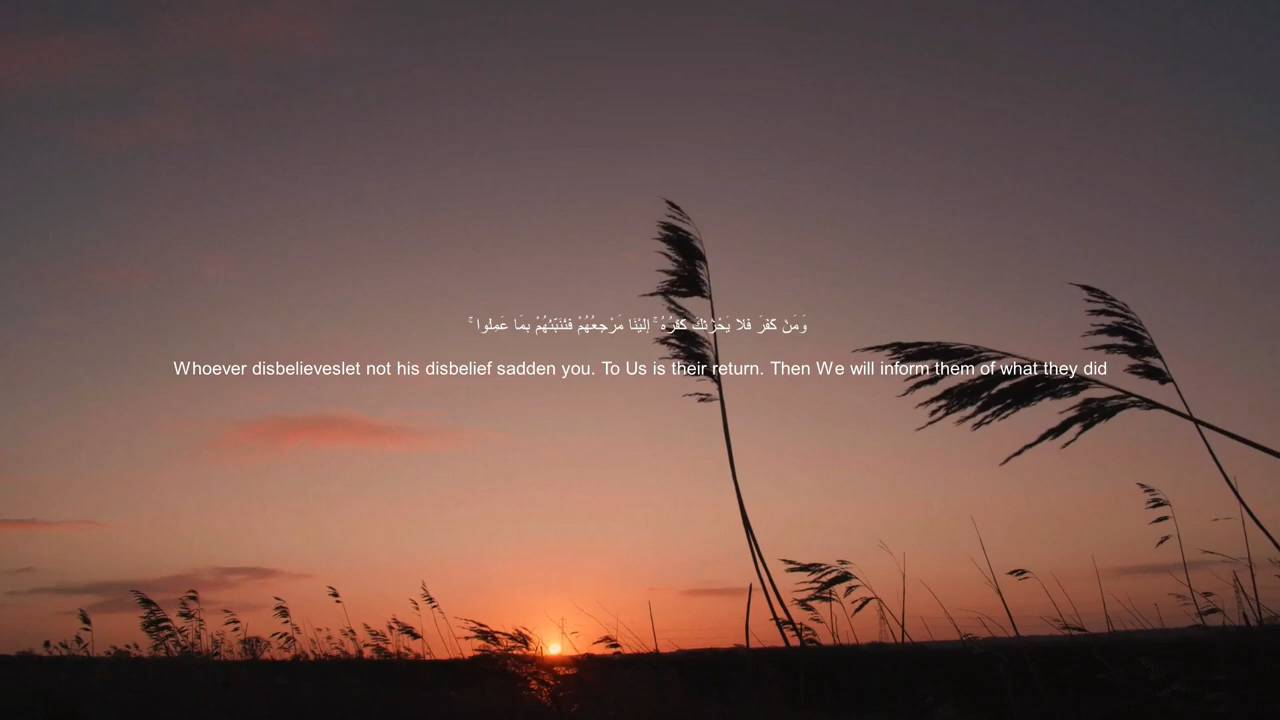 وَمَنْ كَفَرَ فَلَا يَحْزُنْكَ كُفْرُهُ ۚ إِلَيْنَا مَرْجِعُهُمْ فَنُنَبِّئُهُمْ بِمَا عَمِلُوا ۚ
Whoever disbelieveslet not his disbelief sadden you. To Us is their return. Then We will inform them of what they did